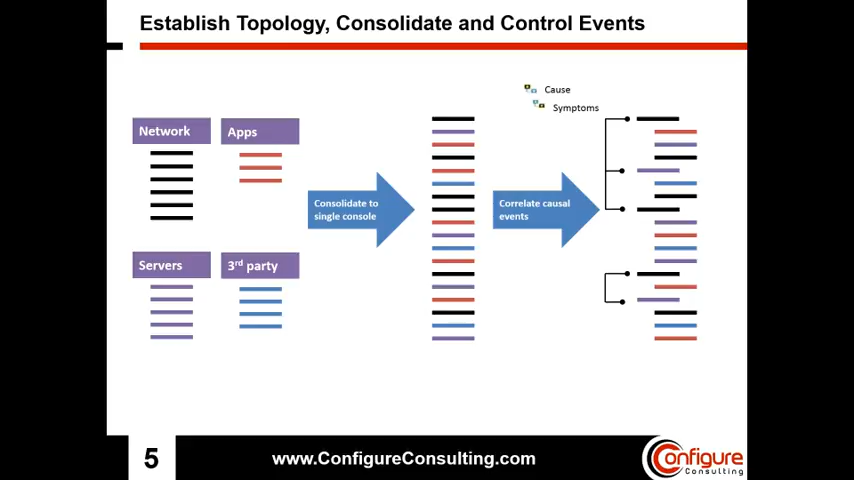 Establish Topology, Consolidate and Control Events
Cause
Symptoms
Network
Apps
Consolidate to
single console
Correlate causal
events
Servers
3rd party
5
www.ConfigureConsulting.com
Configure
Consulting